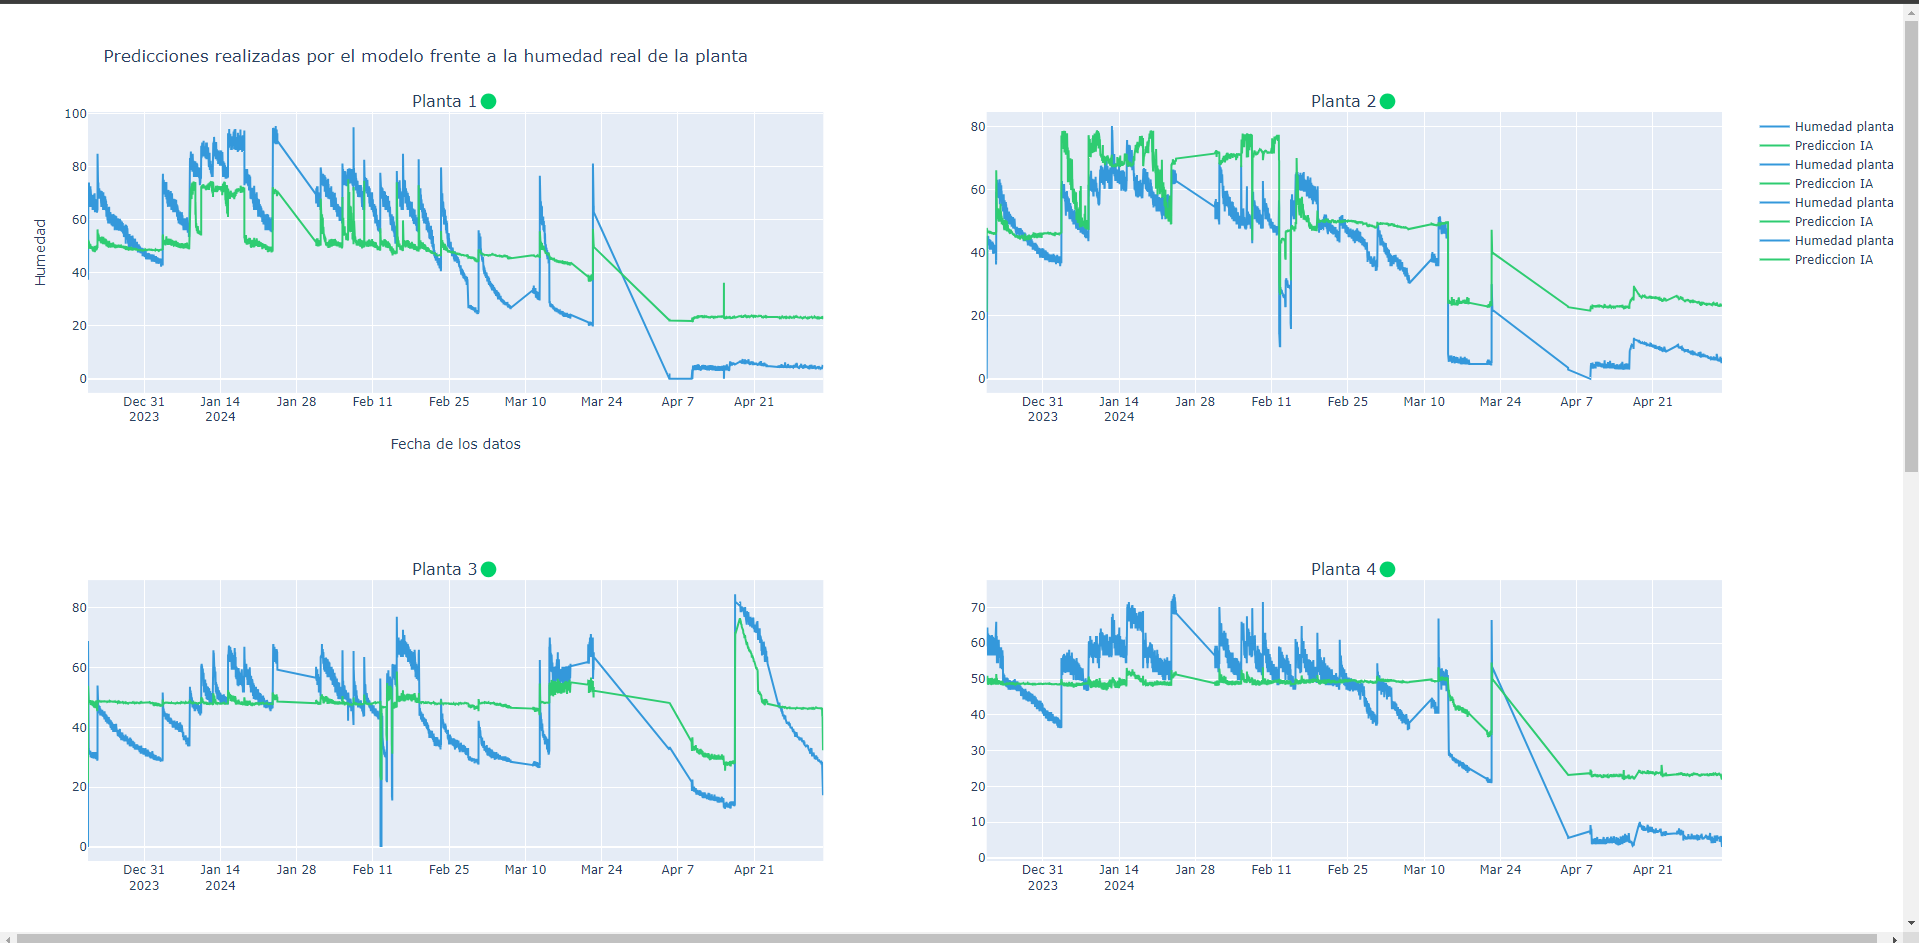 Predicciones realizadas por el modelo frente a la humedad real de la planta
Planta 1
100
80
60
40
20
0
Humedad
Dec 31 Jan 14 Jan 28 Feb 11 Feb 25 Mar 10 Mar 24 Apr 7 Apr 21
2023 2024
Fecha de los datos
Planta 2
80
60
40
20
0
Dec 31 Jan 14 Jan 28 Feb 11 Feb 25 Mar 10 Mar 24 Apr 7 Apr 21
2023 2024
Humedad planta
Prediccion IA
Humedad planta
Prediccion IA
Humedad planta
Prediccion IA
Humedad planta
Prediccion IA
Planta 3
80
60
40
20
0
Dec 31 Jan 14 Jan 28 Feb 11 Feb 25 Mar 10 Mar 24 Apr 7 Apr 21
2023 2024
Planta 4
70
60
50
40
30
20
10
0
Dec 31 Jan 14 Jan 28 Feb 11 Feb 25 Mar 10 Mar 24 Apr 7 Apr 21
2023 2024